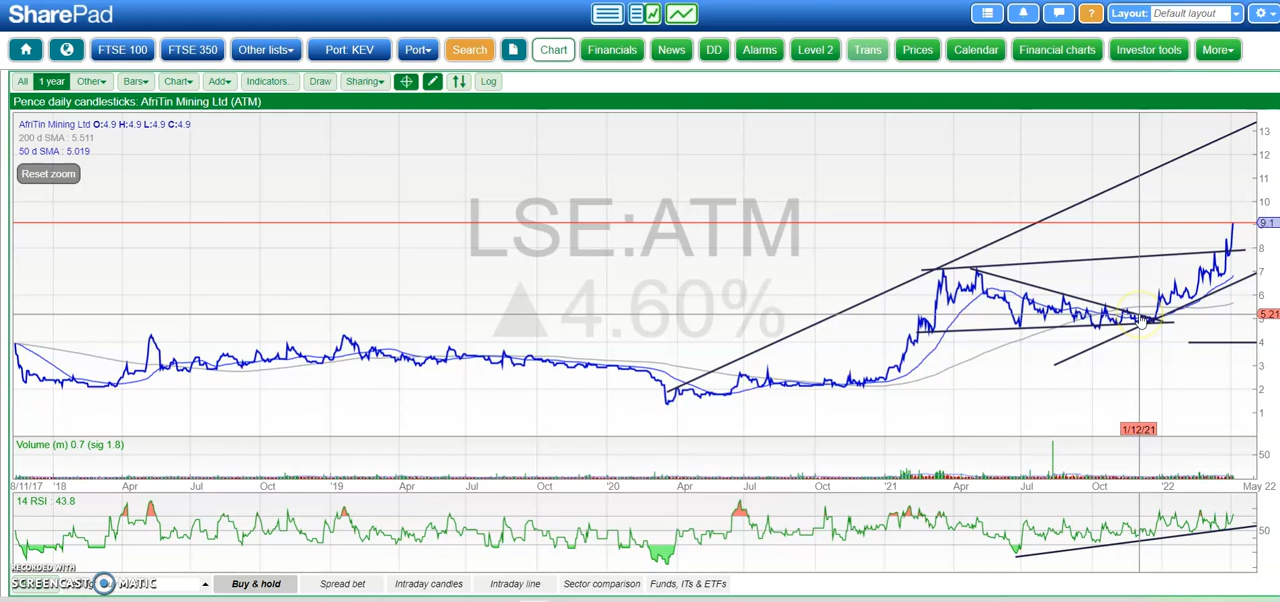 SharePad
? Layout: Default layout
FTSE 100 FTSE 350 Other lists Port: KEV Port Search Chart Financials News DD Alarms Level 2 Trans Prices Calendar Financial charts Investor tools More
All 1 year Other Bars Chart Add Indicators... Draw Sharing Log
Pence daily candlesticks: AfriTin Mining Ltd (ATM)
AfriTin Mining Ltd O:4.9 H:4.9 L:4.9 C:4.9
200 d SMA : 5.511
50 d SMA : 5.019
Reset zoom
LSE:ATM
▲4.60%
13
12
11
10
9.1
8
7
6
5.21
4
3
2
1
1/12/21
Volume (m) 0.7 (sig 1.8)
50
8/11/17 '18 Apr Jul Oct '19 Apr Jul Oct '20 Apr Jul Oct '21 Apr Jul Oct '22 May 22
14 RSI : 43.8
50
RECORDED WITH
SCREENCAST MATIC
Buy & hold Spread bet Intraday candles Intraday line Sector comparison Funds, ITs & ETFs